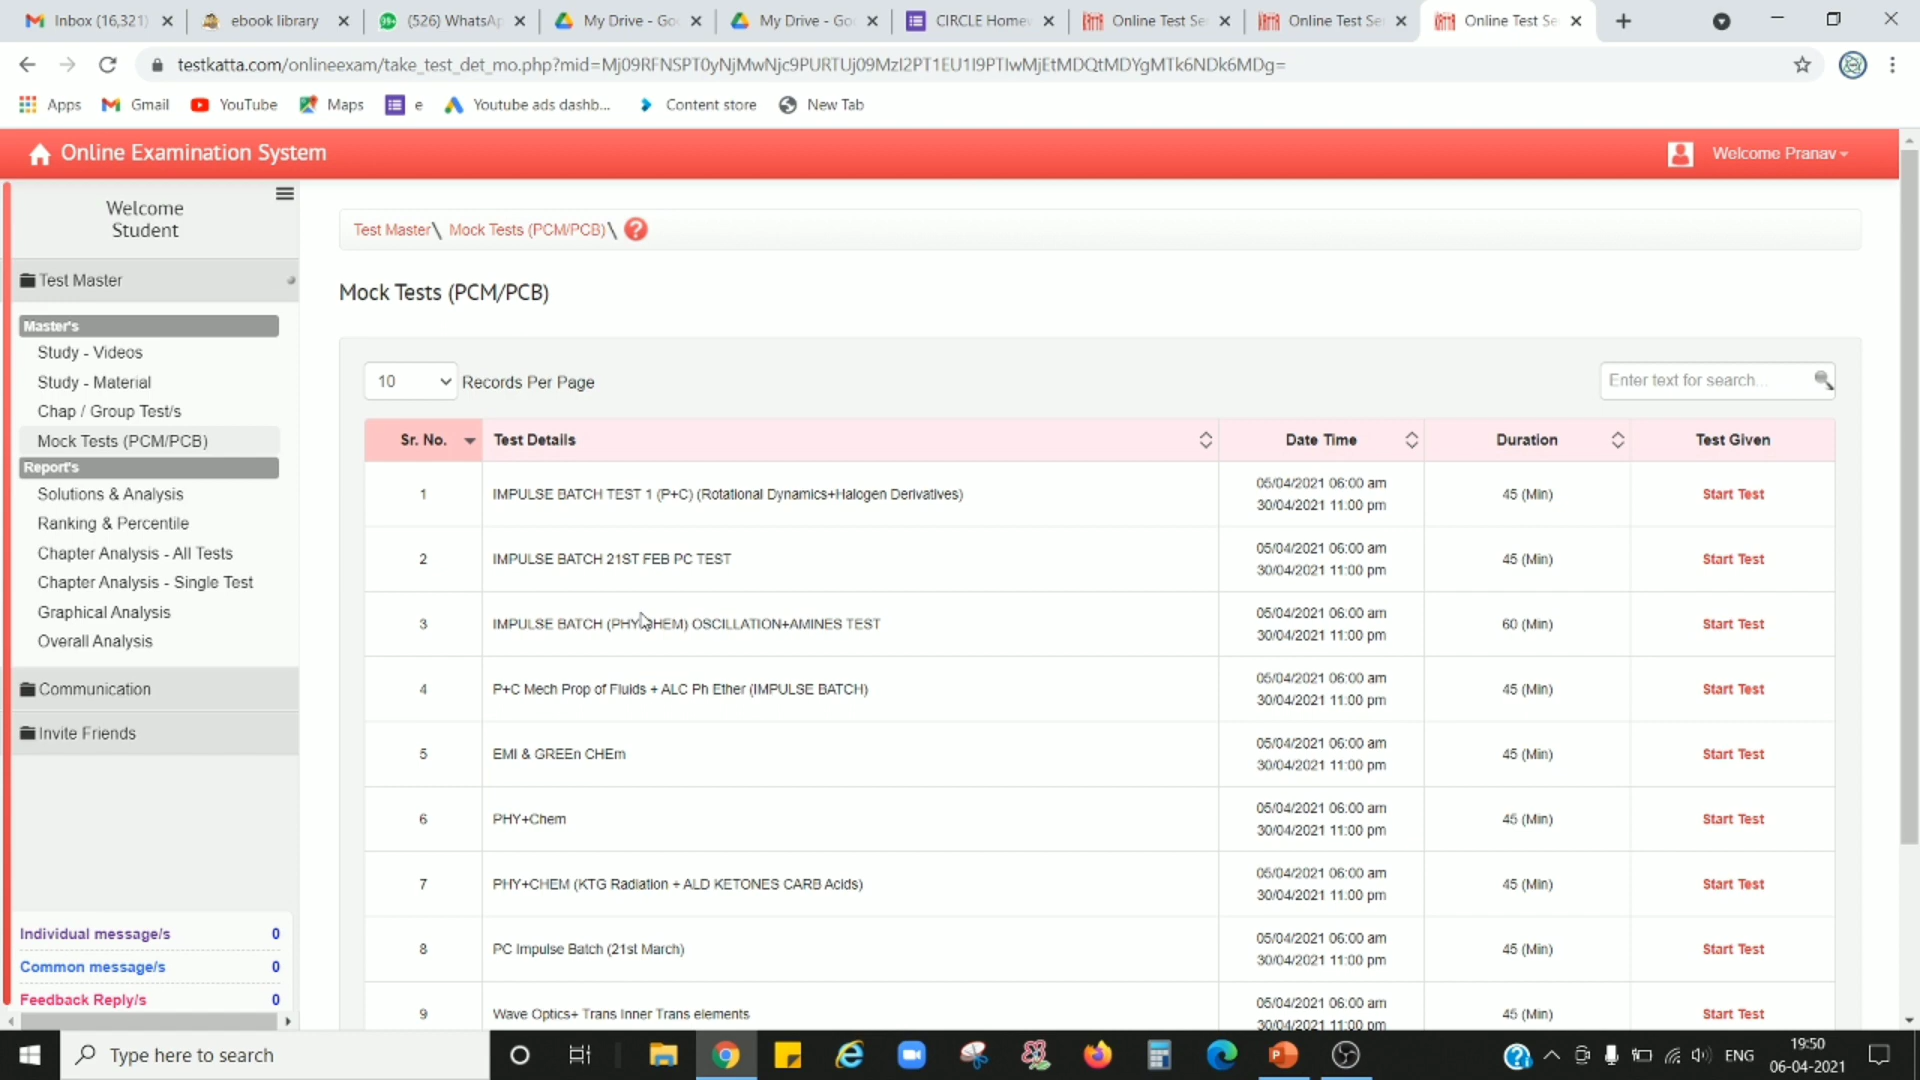 Inbox (16,321)
ebook library
(526) WhatsAp
My Drive - Goo
My Drive - Goo
CIRCLE Homew
Online Test Se
Online Test Se
Online Test Se
Apps
Gmail
YouTube
Maps
e
Youtube ads dashb...
Content store
New Tab
Online Examination System
Welcome Pranav
Welcome
Student
Test Master\ Mock Tests (PCM/PCB)\ ?
Test Master
Mock Tests (PCM/PCB)
Master's
Study - Videos
Study - Material
Chap / Group Test/s
Mock Tests (PCM/PCB)
Report's
Solutions & Analysis
Ranking & Percentile
Chapter Analysis - All Tests
Chapter Analysis - Single Test
Graphical Analysis
Overall Analysis
Communication
Invite Friends
Individual message/s 0
Common message/s 0
Feedback Reply/s 0
10 Records Per Page
Enter text for search...
Sr. No. Test Details Date Time Duration Test Given
1 IMPULSE BATCH TEST 1 (P+C) (Rotational Dynamics+Halogen Derivatives) 05/04/2021 06:00 am 45 (Min) Start Test
30/04/2021 11:00 pm
2 IMPULSE BATCH 21ST FEB PC TEST 05/04/2021 06:00 am 45 (Min) Start Test
30/04/2021 11:00 pm
3 IMPULSE BATCH (PHY+CHEM) OSCILLATION+AMINES TEST 05/04/2021 06:00 am 60 (Min) Start Test
30/04/2021 11:00 pm
4 P+C Mech Prop of Fluids + ALC Ph Ether (IMPULSE BATCH) 05/04/2021 06:00 am 45 (Min) Start Test
30/04/2021 11:00 pm
5 EMI & GREEn CHEm 05/04/2021 06:00 am 45 (Min) Start Test
30/04/2021 11:00 pm
6 PHY+Chem 05/04/2021 06:00 am 45 (Min) Start Test
30/04/2021 11:00 pm
7 PHY+CHEM (KTG Radiation + ALD KETONES CARB Acids) 05/04/2021 06:00 am 45 (Min) Start Test
30/04/2021 11:00 pm
8 PC Impulse Batch (21st March) 05/04/2021 06:00 am 45 (Min) Start Test
30/04/2021 11:00 pm
9 Wave Optics+ Trans Inner Trans elements 05/04/2021 06:00 am 45 (Min) Start Test
30/04/2021 11:00 pm
Type here to search
ENG
19:50
06-04-2021